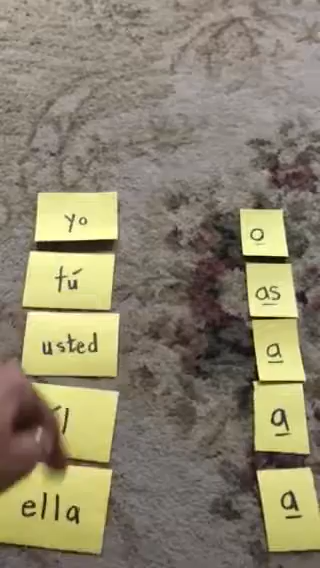 yo o
tú as
usted a
a
ella a